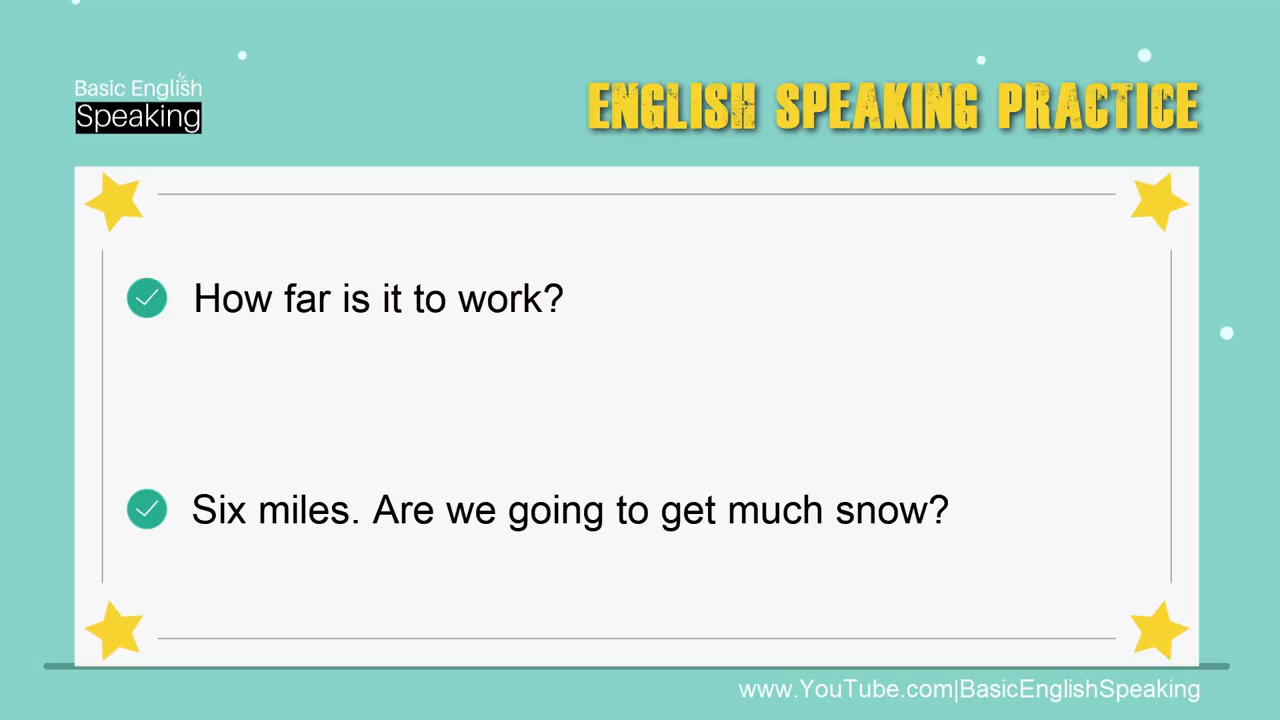 Basic English
Speaking
ENGLISH SPEAKING PRACTICE
How far is it to work?
Six miles. Are we going to get much snow?
www.YouTube.com|BasicEnglishSpeaking